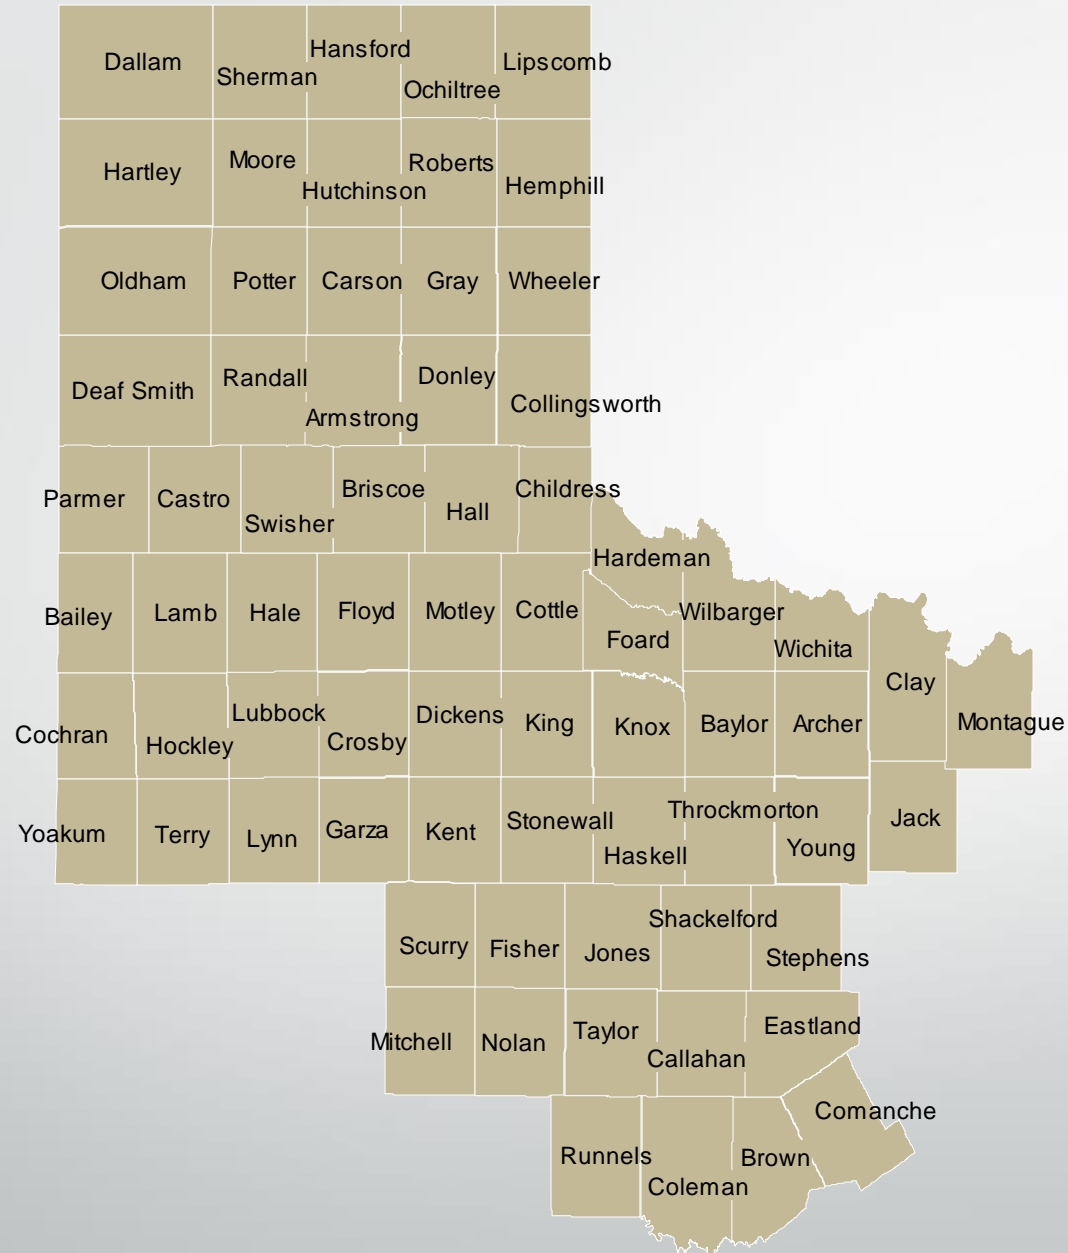 Dallam
Sherman
Hansford
Ochiltree
Lipscomb
Hartley
Moore
Hutchinson
Roberts
Hemphill
Oldham
Potter
Carson
Gray
Wheeler
Deaf Smith
Randall
Armstrong
Donley
Collingsworth
Parmer
Castro
Swisher
Briscoe
Hall
Childress
Hardeman
Bailey
Lamb
Hale
Floyd
Motley
Cottle
Foard
Wilbarger
Wichita
Clay
Montague
Cochran
Hockley
Lubbock
Crosby
Dickens
King
Knox
Baylor
Archer
Yoakum
Terry
Lynn
Garza
Kent
Stonewall
Haskell
Throckmorton
Young
Jack
Scurry
Fisher
Jones
Shackelford
Stephens
Mitchell
Nolan
Taylor
Callahan
Eastland
Runnels
Coleman
Brown
Comanche